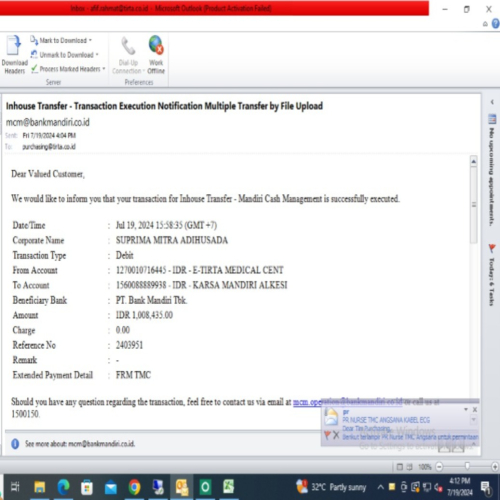 Inbox - afif.rohmat@tirta.co.id - Microsoft Outlook (Product Activation Failed)
Download Headers
Mark to Download
Unmark to Download
Process Marked Headers
Server
Dial-Up Connection
Work Offline
Preferences
Inhouse Transfer - Transaction Execution Notification Multiple Transfer by File Upload
mcm@bankmandiri.co.id
Sent: Fri 7/19/2024 4:04 PM
To: purchasing@tirta.co.id
Dear Valued Customer,
We would like to inform you that your transaction for Inhouse Transfer - Mandiri Cash Management is successfully executed.
Date/Time : Jul 19, 2024 15:58:35 (GMT +7)
Corporate Name : SUPRIMA MITRA ADIHUSADA
Transaction Type : Debit
From Account : 1270010716445 - IDR - E-TIRTA MEDICAL CENT
To Account : 1560088889938 - IDR - KARSA MANDIRI ALKESI
Beneficiary Bank : PT. Bank Mandiri Tbk.
Amount : IDR 1,008,435.00
Charge : 0.00
Reference No : 2403951
Remark : -
Extended Payment Detail : FRM TMC
Should you have any question regarding the transaction, feel free to contact us via email at mcm.operation@bankmandiri.co.id or call us at
1500150.
PR NURSE TMC ANGSANA KABEL ECG
Dear Tim Purchasing,
Berikut terlampir PR Nurse TMC Angsana untuk permintaan
See more about: mcm@bankmandiri.co.id.
No upcoming appointments.
Today: 6 Tasks
100%
32°C Partly sunny
4:12 PM
7/19/2024